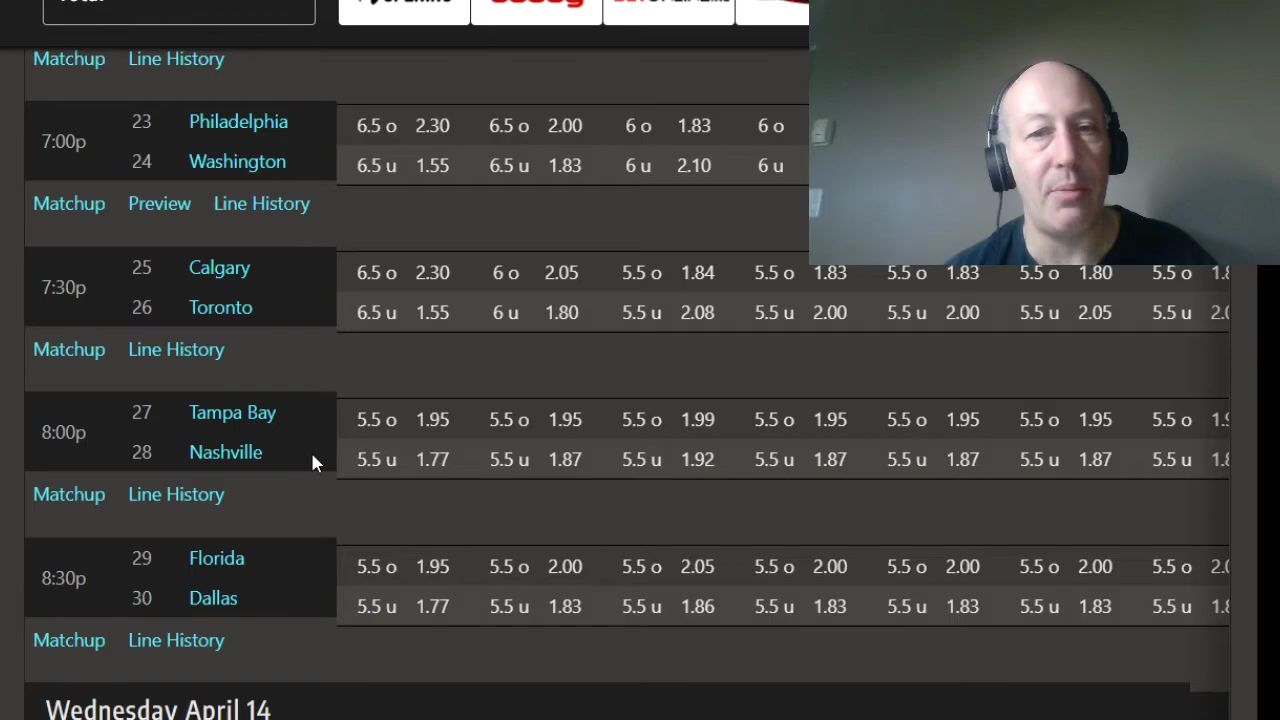 Matchup Line History
7:00p 23 Philadelphia 6.5 o 2.30 6.5 o 2.00 6 o 1.83 6 o
24 Washington 6.5 u 1.55 6.5 u 1.83 6 u 2.10 6 u
Matchup Preview Line History
7:30p 25 Calgary 6.5 o 2.30 6 o 2.05 5.5 o 1.84 5.5 o 1.83 5.5 o 1.83 5.5 o 1.80 5.5 o
26 Toronto 6.5 u 1.55 6 u 1.80 5.5 u 2.08 5.5 u 2.00 5.5 u 2.00 5.5 u 2.05 5.5 u
Matchup Line History
8:00p 27 Tampa Bay 5.5 o 1.95 5.5 o 1.95 5.5 o 1.99 5.5 o 1.95 5.5 o 1.95 5.5 o 1.95 5.5 o
28 Nashville 5.5 u 1.77 5.5 u 1.87 5.5 u 1.92 5.5 u 1.87 5.5 u 1.87 5.5 u 1.87 5.5 u
Matchup Line History
8:30p 29 Florida 5.5 o 1.95 5.5 o 2.00 5.5 o 2.05 5.5 o 2.00 5.5 o 2.00 5.5 o 2.00 5.5 o
30 Dallas 5.5 u 1.77 5.5 u 1.83 5.5 u 1.86 5.5 u 1.83 5.5 u 1.83 5.5 u 1.83 5.5 u
Matchup Line History
Wednesday April 14